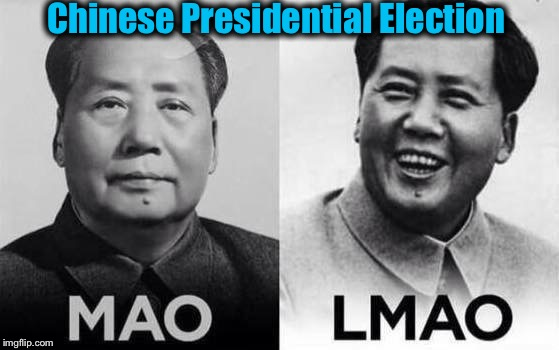 Chinese Presidential Election
MAO
LMAO
imgflip.com